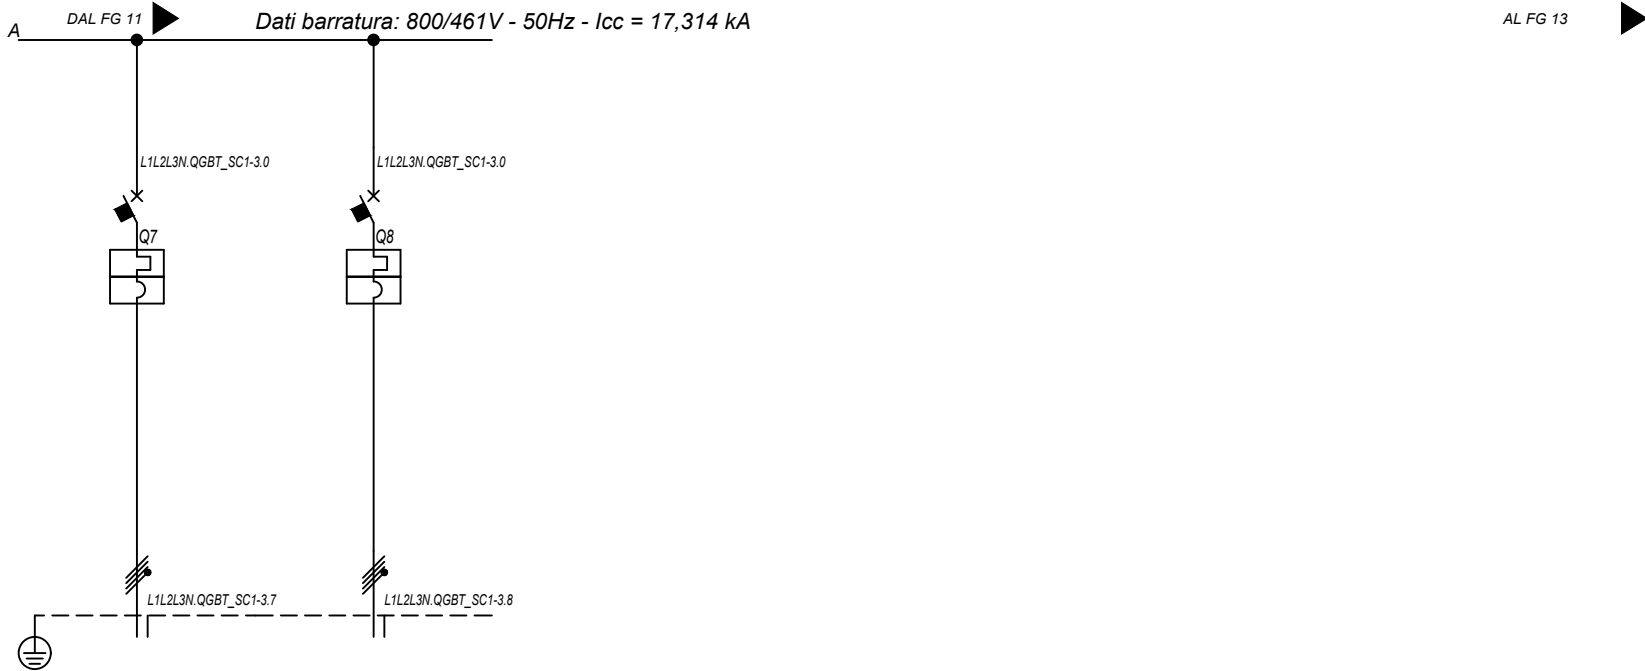 DAL FG 11
Dati barratura: 800/461V - 50Hz - Icc = 17,314 kA
AL FG 13
A
L1L2L3N.QGBT_SC1-3.0
L1L2L3N.QGBT_SC1-3.0
Q7
Q8
L1L2L3N.QGBT_SC1-3.7
L1L2L3N.QGBT_SC1-3.8